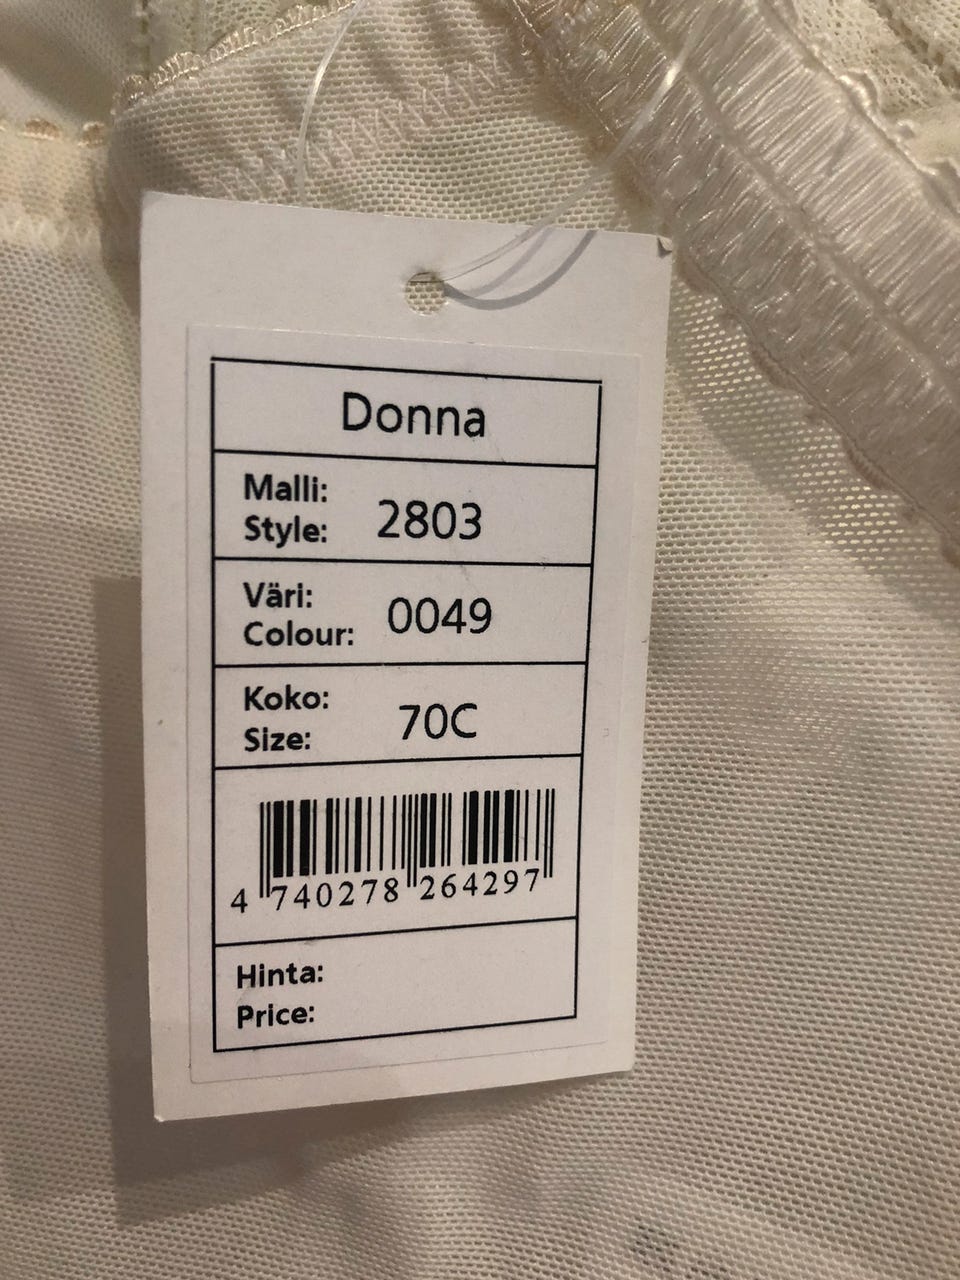 Donna
Malli:
Style: 2803
Väri:
Colour: 0049
Koko:
Size: 70C
4 740278 264297
Hinta:
Price: